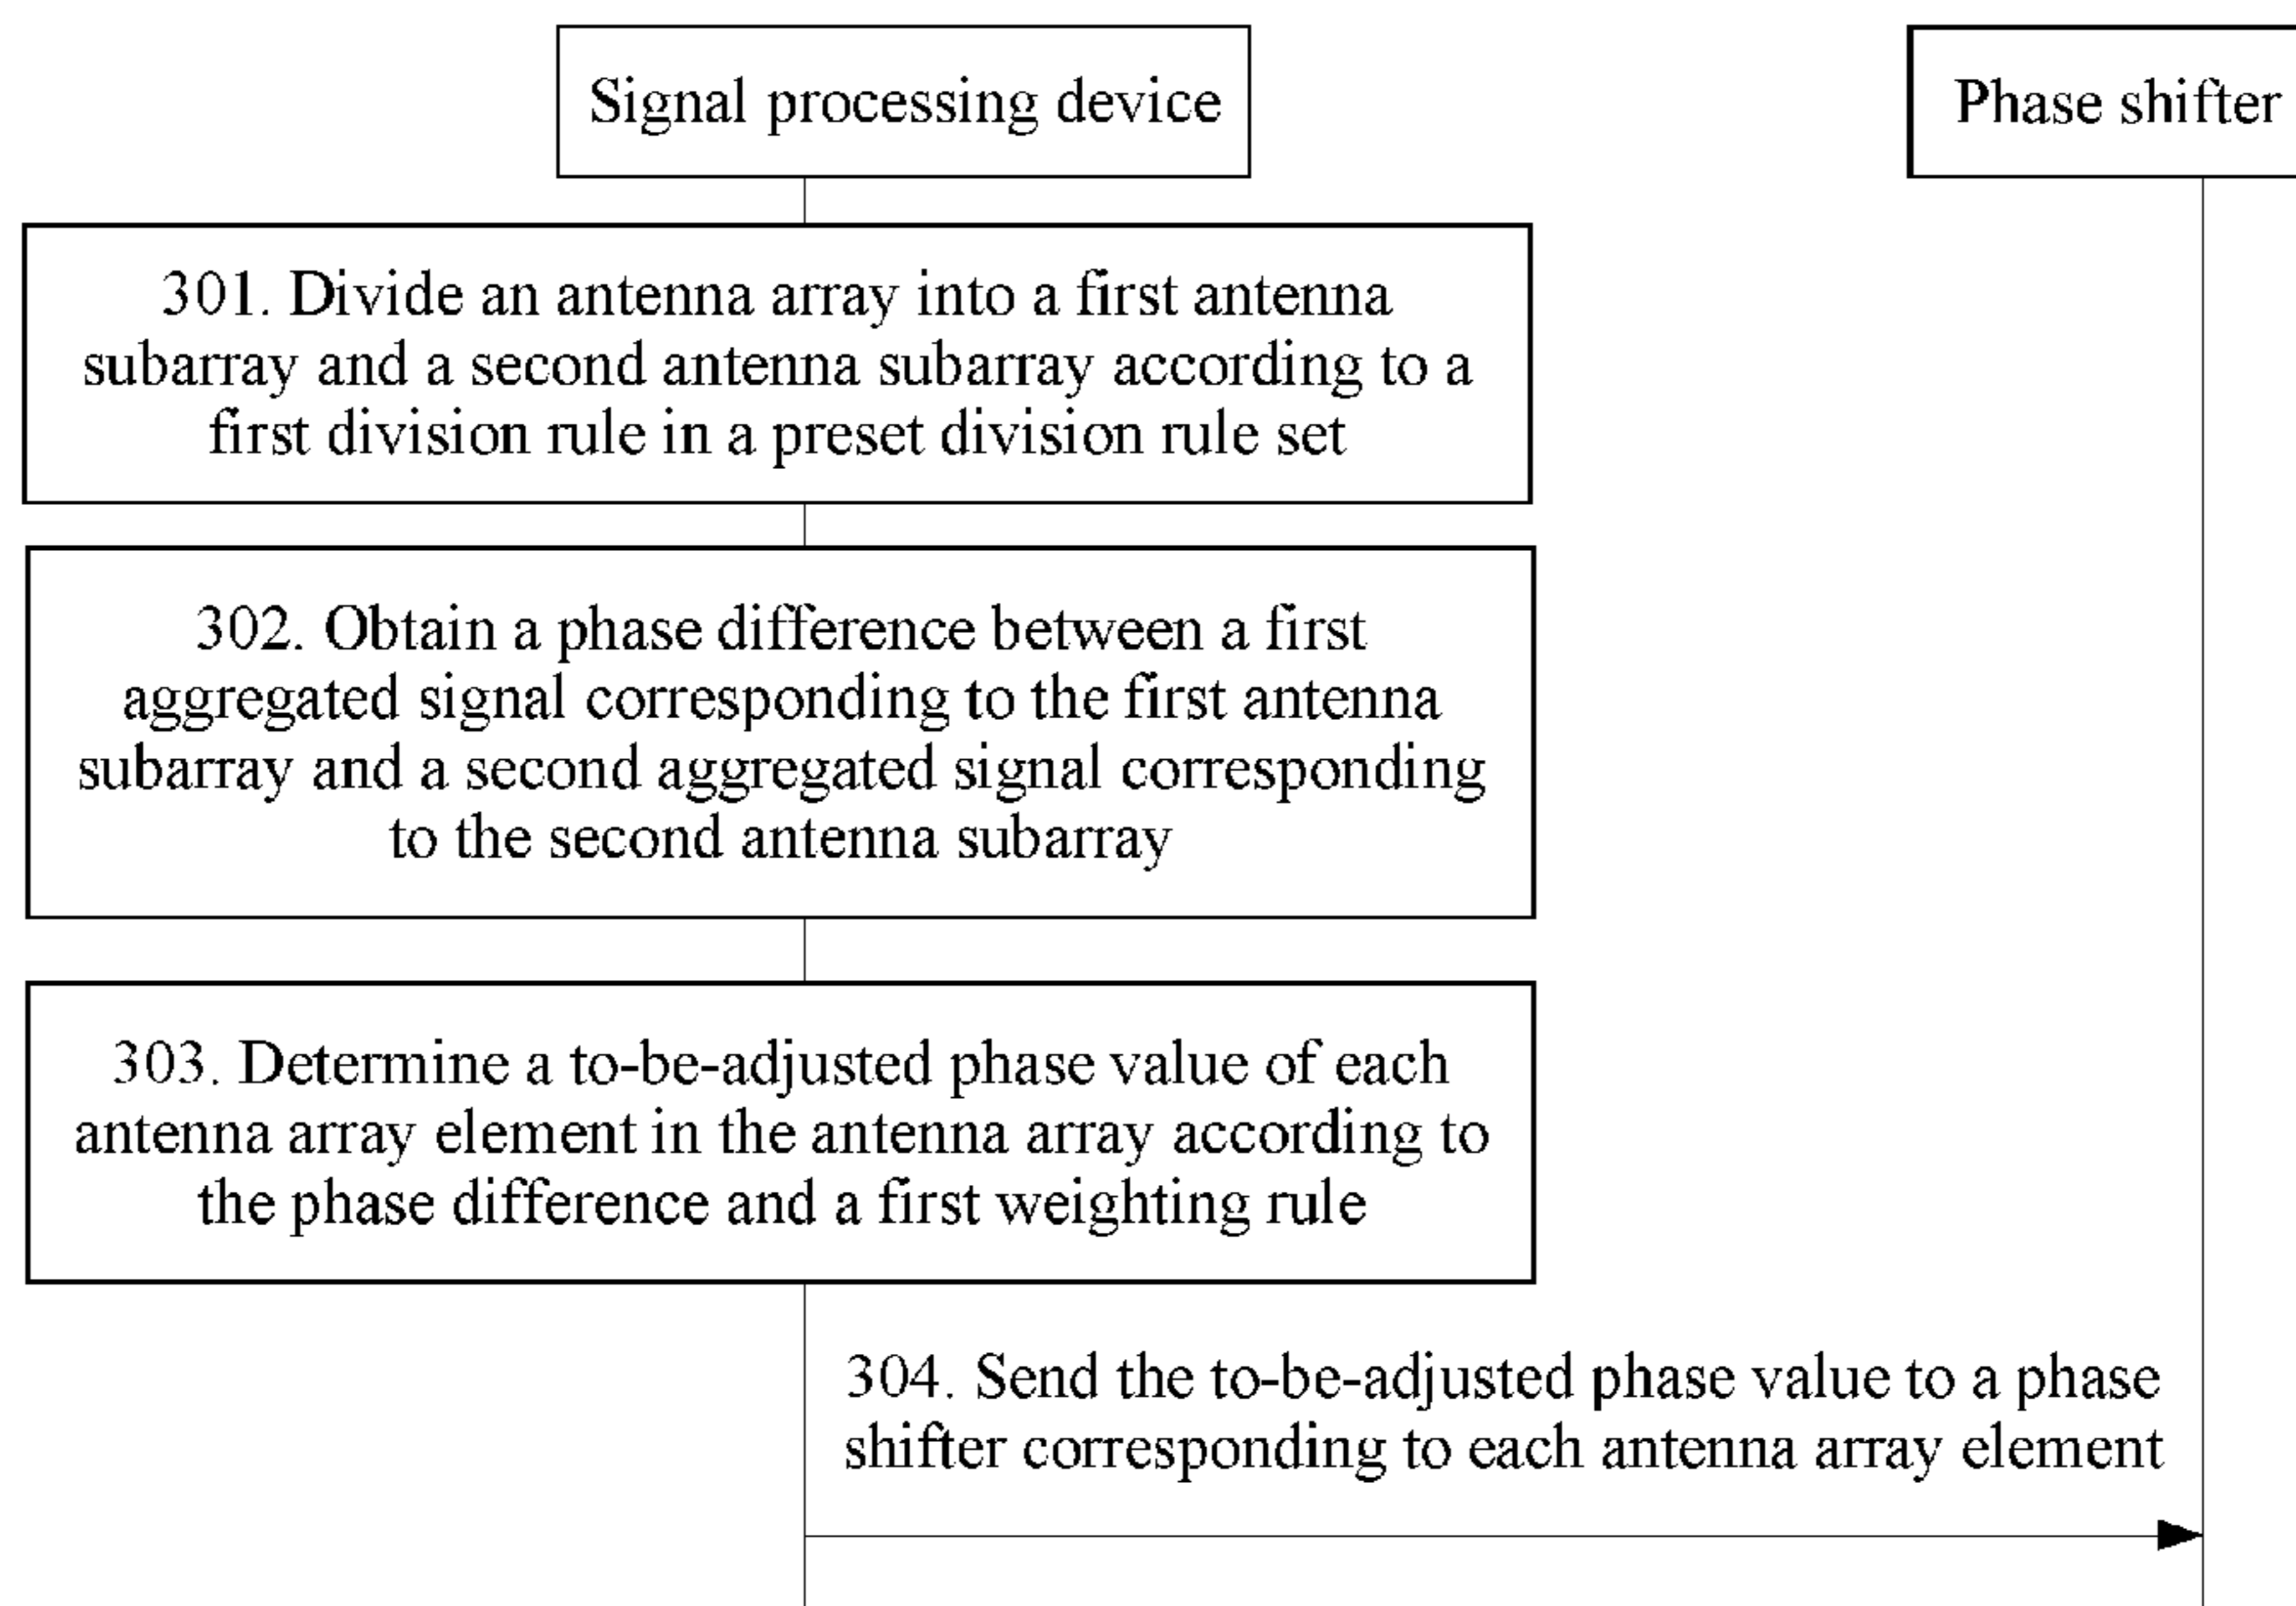 Signal processing device
Phase shifter
301. Divide an antenna array into a first antenna
subarray and a second antenna subarray according to a
first division rule in a preset division rule set
302. Obtain a phase difference between a first
aggregated signal corresponding to the first antenna
subarray and a second aggregated signal corresponding
to the second antenna subarray
303. Determine a to-be-adjusted phase value of each
antenna array element in the antenna array according to
the phase difference and a first weighting rule
304. Send the to-be-adjusted phase value to a phase
shifter corresponding to each antenna array element